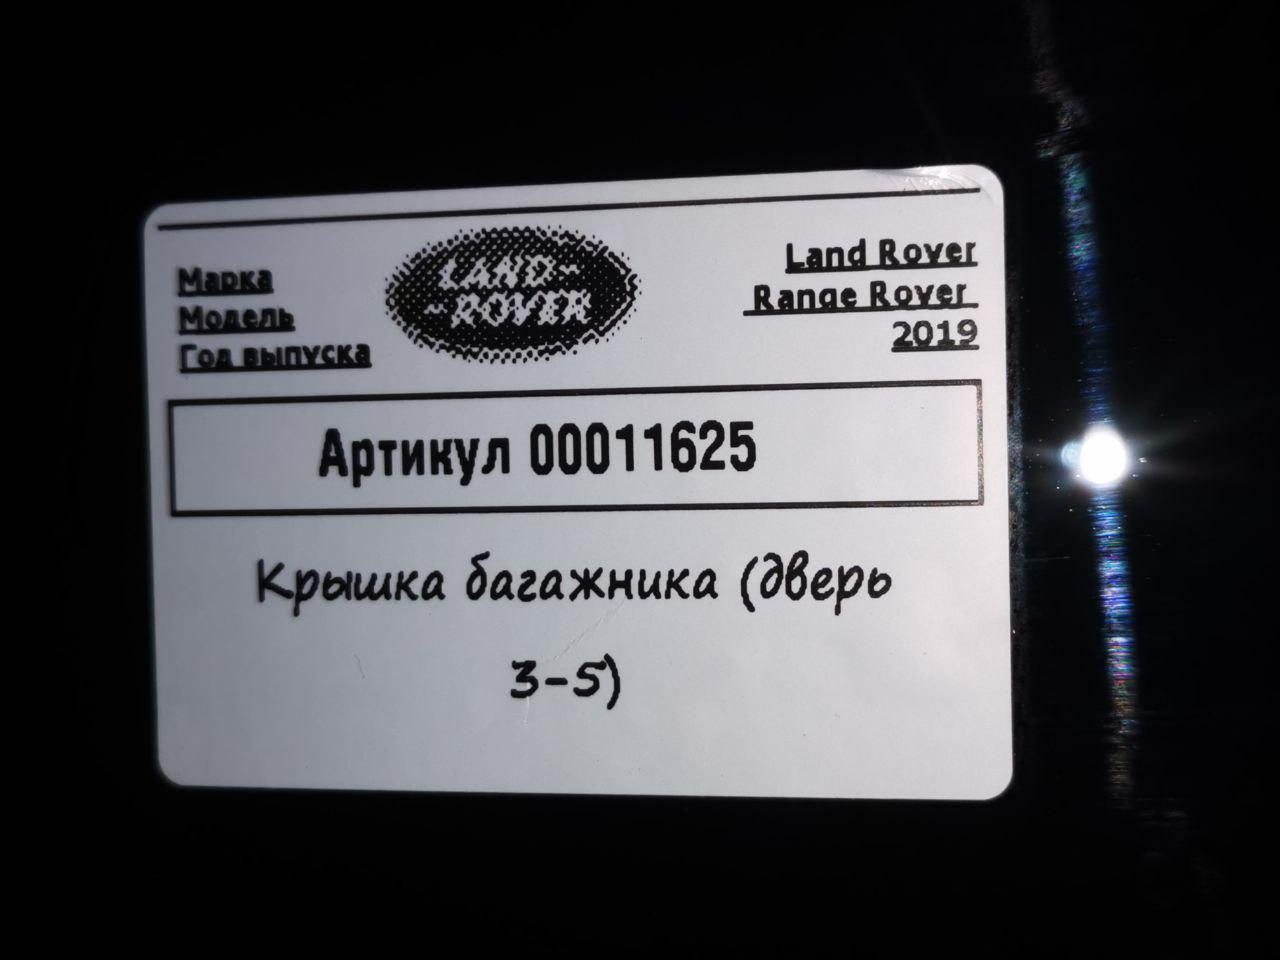 Марка
Модель
Год выпуска
LAND-
-ROVER
Land Rover
Range Rover
2019
Артикул 00011625
Крышка багажника (дверь
3-5)